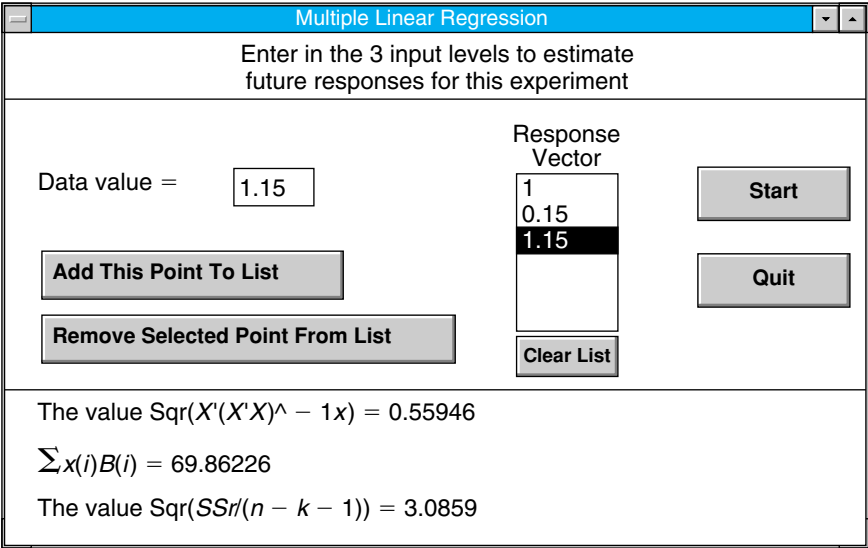 Multiple Linear Regression
Enter in the 3 input levels to estimate
future responses for this experiment
Data value = 1.15
Response
Vector
1
0.15
1.15
Start
Add This Point To List
Quit
Remove Selected Point From List
Clear List
The value Sqr(X'(X'X)^ − 1x) = 0.55946
∑x(i)B(i) = 69.86226
The value Sqr(SSr/(n − k − 1)) = 3.0859